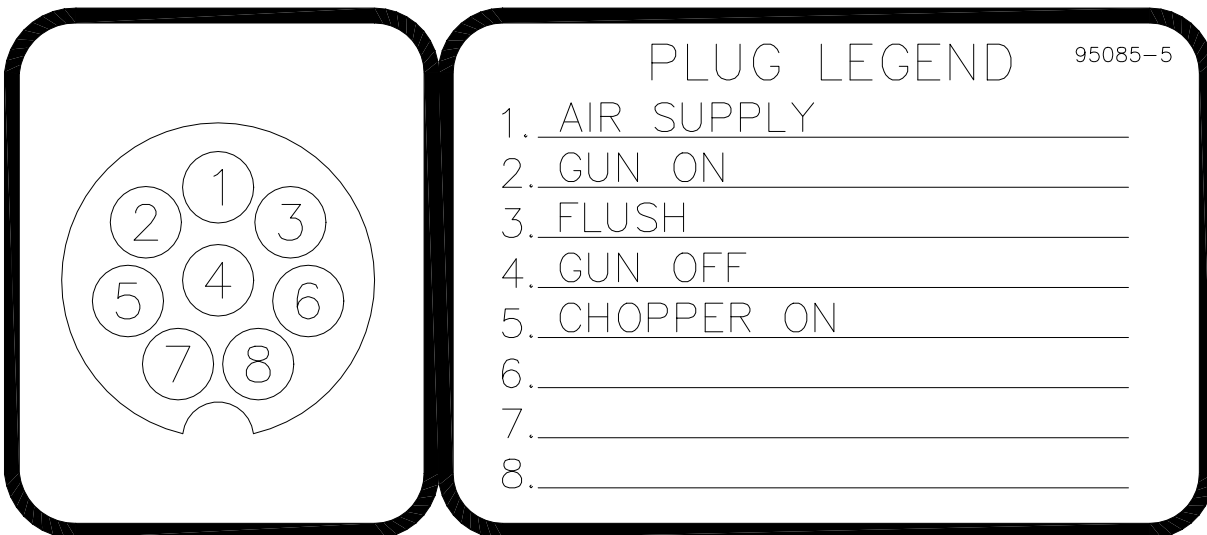 1
2 3
4
5 6
7 8
PLUG LEGEND 95085-5
1. AIR SUPPLY
2. GUN ON
3. FLUSH
4. GUN OFF
5. CHOPPER ON
6.
7.
8.